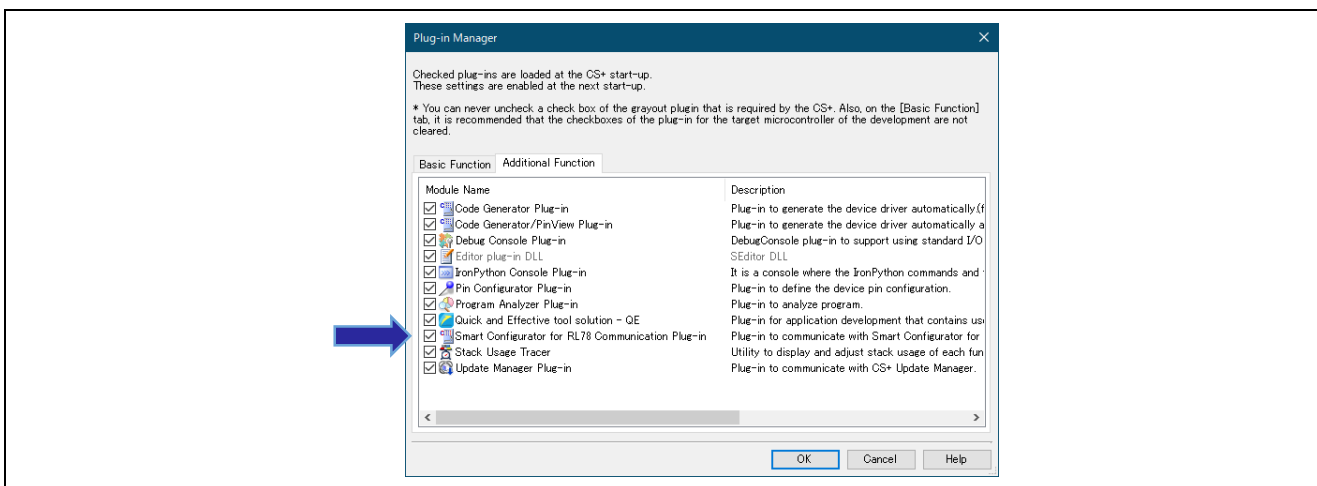 Plug-in Manager
Checked plug-ins are loaded at the CS+ start-up.
These settings are enabled at the next start-up.
* You can never uncheck a check box of the grayout plugin that is required by the CS+. Also, on the [Basic Function]
tab, it is recommended that the checkboxes of the plug-in for the target microcontroller of the development are not
cleared.
Basic Function Additional Function
Module Name Description
Code Generator Plug-in Plug-in to generate the device driver automatically.(f
Code Generator/PinView Plug-in Plug-in to generate the device driver automatically a
Debug Console Plug-in DebugConsole plug-in to support using standard I/O
Editor plug-in DLL SEditor DLL
IronPython Console Plug-in It is a console where the IronPython commands and
Pin Configurator Plug-in Plug-in to define the device pin configuration.
Program Analyzer Plug-in Plug-in to analyze program.
Quick and Effective tool solution - QE Plug-in for application development that contains us
Smart Configurator for RL78 Communication Plug-in Plug-in to communicate with Smart Configurator for
Stack Usage Tracer Utility to display and adjust stack usage of each fun
Update Manager Plug-in Plug-in to communicate with CS+ Update Manager.
OK Cancel Help